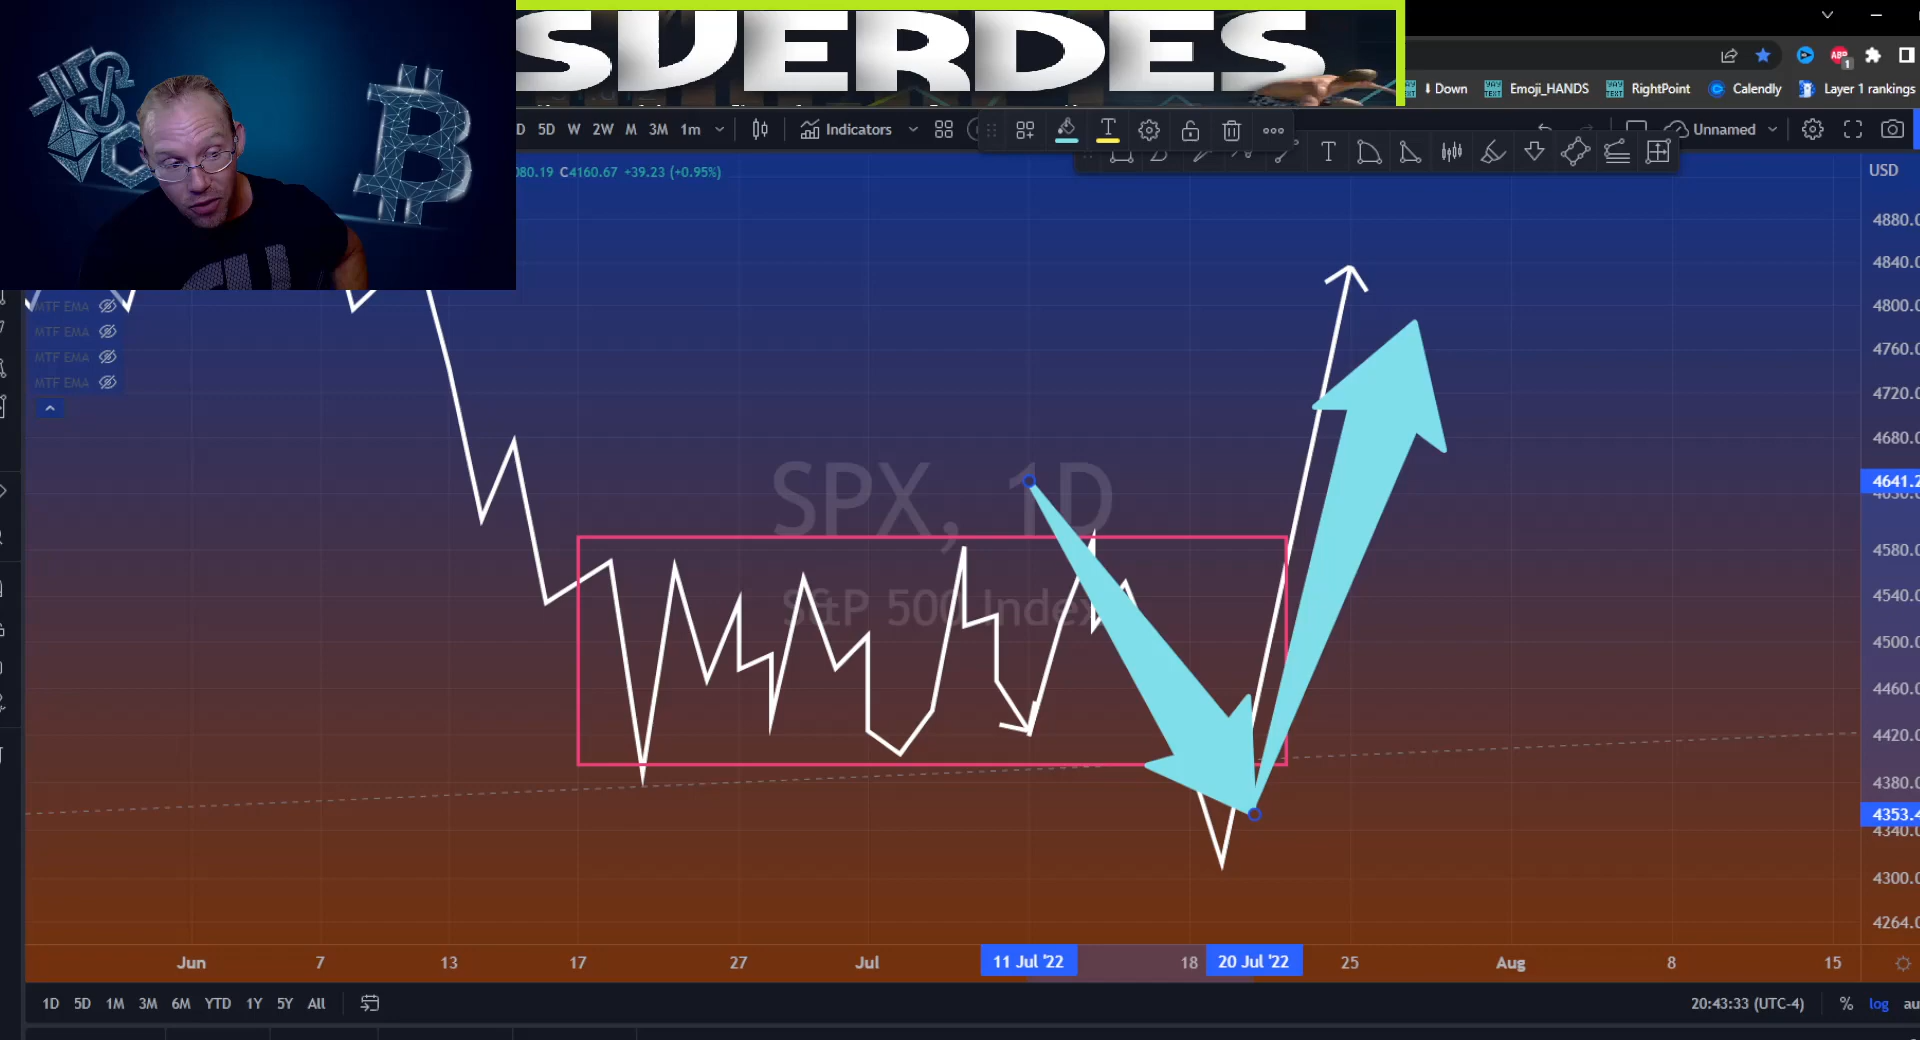 SVERDES
↓ Down
Emoji_HANDS
RightPoint
Calendly
Layer 1 rankings
D 5D W 2W M 3M 1m
Indicators
Unnamed
80.19 C4160.67 +39.23 (+0.95%)
USD
MTF EMA
MTF EMA
MTF EMA
MTF EMA
SPX, 1D
S&P 500 Index
4880.0
4840.0
4800.0
4760.0
4720.0
4680.0
4641.2
4630.0
4580.0
4540.0
4500.0
4460.0
4420.0
4380.0
4353.4
4340.0
4300.0
4264.0
Jun 7 13 17 27 Jul 11 Jul '22 18 20 Jul '22 25 Aug 8 15
1D 5D 1M 3M 6M YTD 1Y 5Y All
20:43:33 (UTC-4) % log au